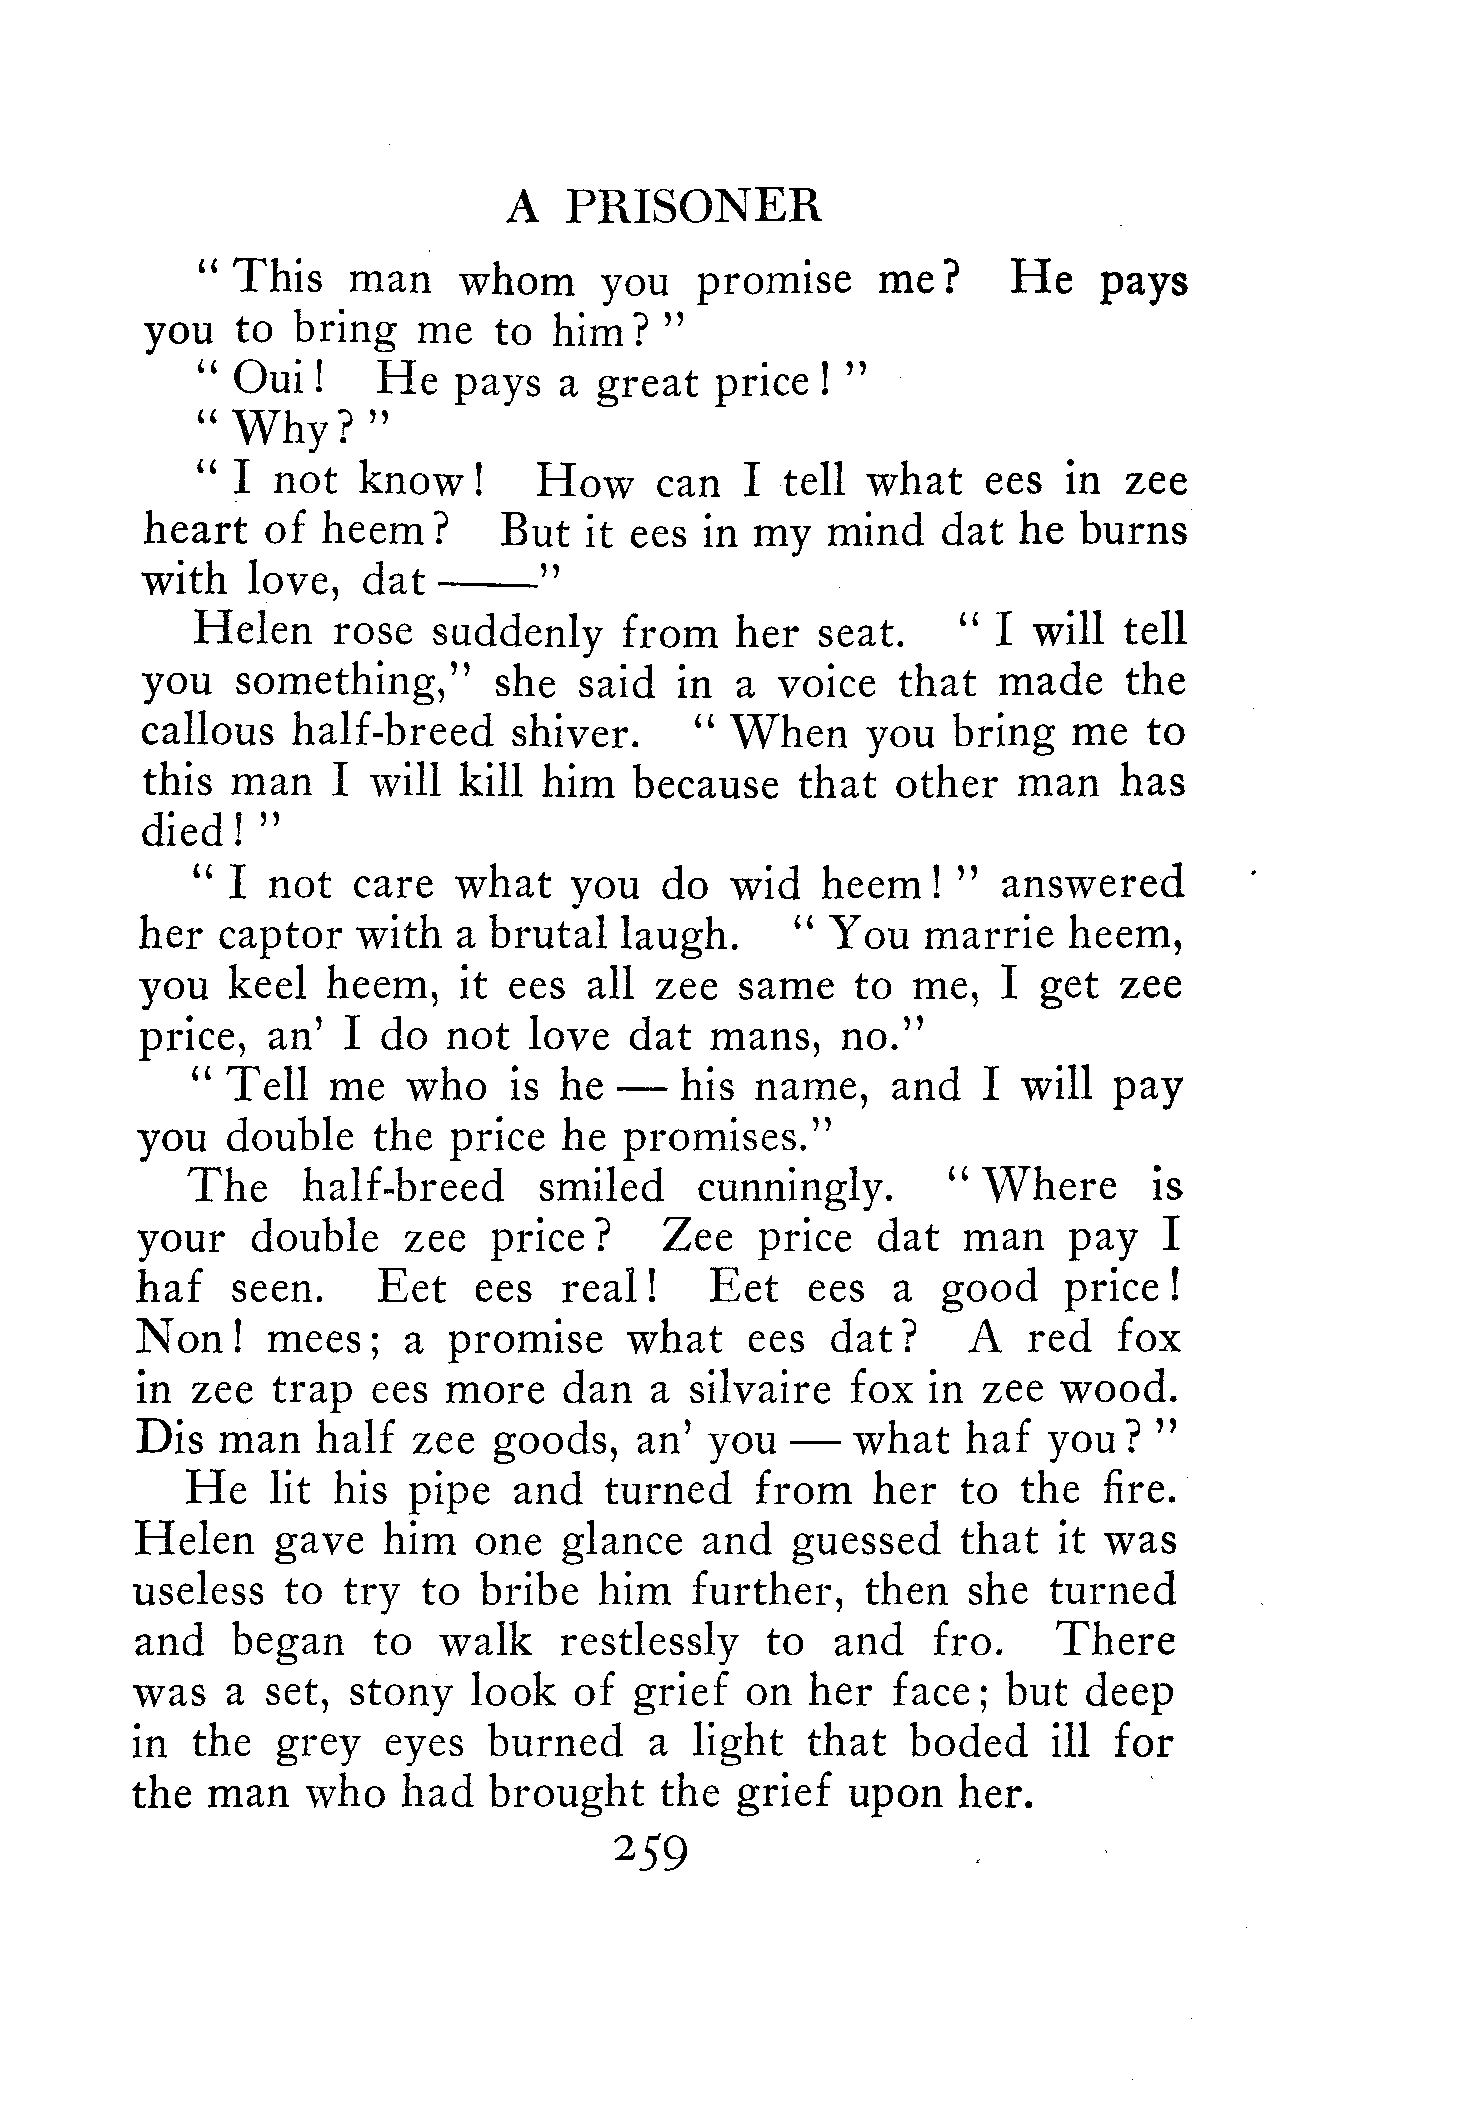 A PRISONER
“ This man whom you promise me? He pays
you to bring me to him? ”
“ Oui! He pays a great price! ”
“ Why? ”
“ I not know! How can I tell what ees in zee
heart of heem? But it ees in my mind dat he burns
with love, dat ——”
Helen rose suddenly from her seat. “ I will tell
you something,” she said in a voice that made the
callous half-breed shiver. “ When you bring me to
this man I will kill him because that other man has
died! ”
“ I not care what you do wid heem! ” answered
her captor with a brutal laugh. “ You marrie heem,
you keel heem, it ees all zee same to me, I get zee
price, an’ I do not love dat mans, no.”
“ Tell me who is he — his name, and I will pay
you double the price he promises.”
The half-breed smiled cunningly. “ Where is
your double zee price? Zee price dat man pay I
haf seen. Eet ees real! Eet ees a good price!
Non! mees; a promise what ees dat? A red fox
in zee trap ees more dan a silvaire fox in zee wood.
Dis man half zee goods, an’ you — what haf you? ”
He lit his pipe and turned from her to the fire.
Helen gave him one glance and guessed that it was
useless to try to bribe him further, then she turned
and began to walk restlessly to and fro. There
was a set, stony look of grief on her face; but deep
in the grey eyes burned a light that boded ill for
the man who had brought the grief upon her.
259